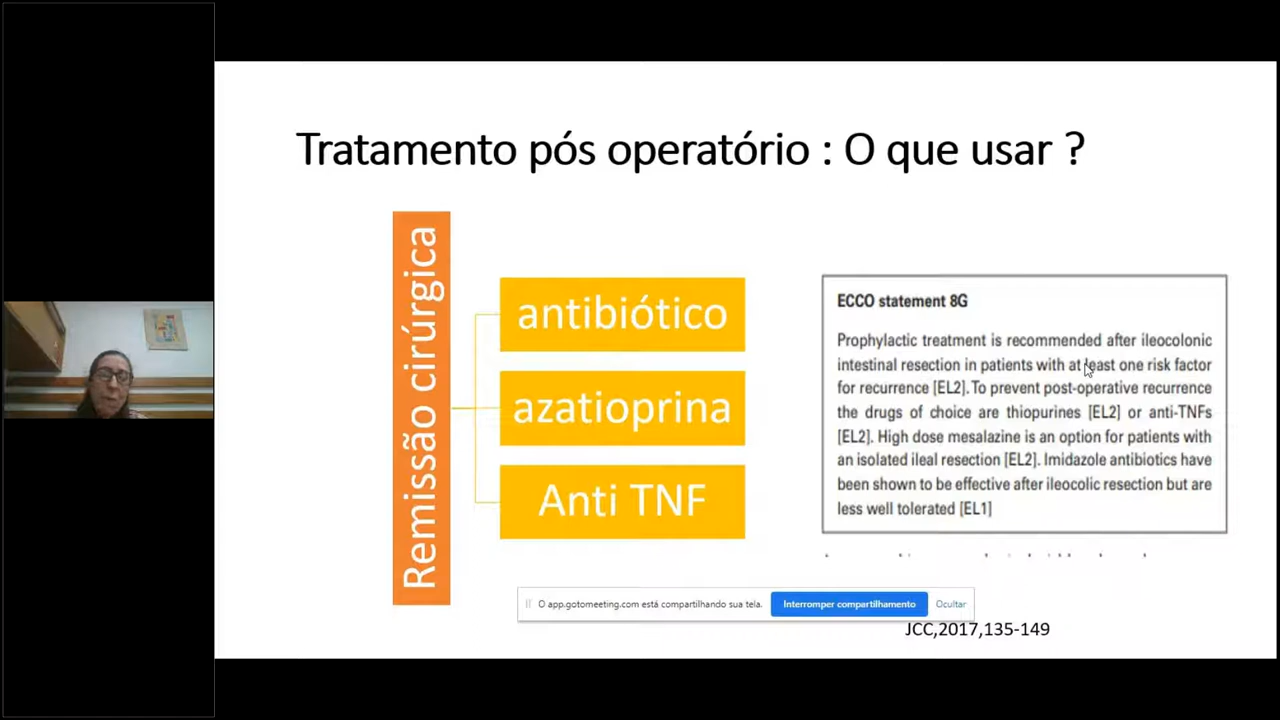 Tratamento pós operatório : O que usar ?
Remissão cirúrgica
antibiótico
azatioprina
Anti TNF
ECCO statement 8G
Prophylactic treatment is recommended after ileocolonic
intestinal resection in patients with at least one risk factor
for recurrence [EL2]. To prevent post-operative recurrence
the drugs of choice are thiopurines [EL2] or anti-TNFs
[EL2]. High dose mesalazine is an option for patients with
an isolated ileal resection [EL2]. Imidazole antibiotics have
been shown to be effective after ileocolic resection but are
less well tolerated [EL1]
O app.gotomeeting.com está compartilhando sua tela.
Interromper compartilhamento
Ocultar
JCC,2017,135-149